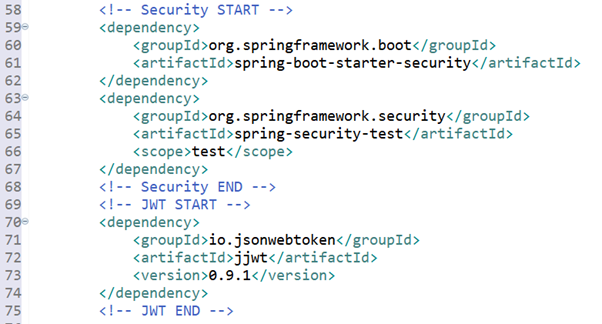 58 <!-- Security START -->
59 <dependency>
60 <groupId>org.springframework.boot</groupId>
61 <artifactId>spring-boot-starter-security</artifactId>
62 </dependency>
63 <dependency>
64 <groupId>org.springframework.security</groupId>
65 <artifactId>spring-security-test</artifactId>
66 <scope>test</scope>
67 </dependency>
68 <!-- Security END -->
69 <!-- JWT START -->
70 <dependency>
71 <groupId>io.jsonwebtoken</groupId>
72 <artifactId>jjwt</artifactId>
73 <version>0.9.1</version>
74 </dependency>
75 <!-- JWT END -->